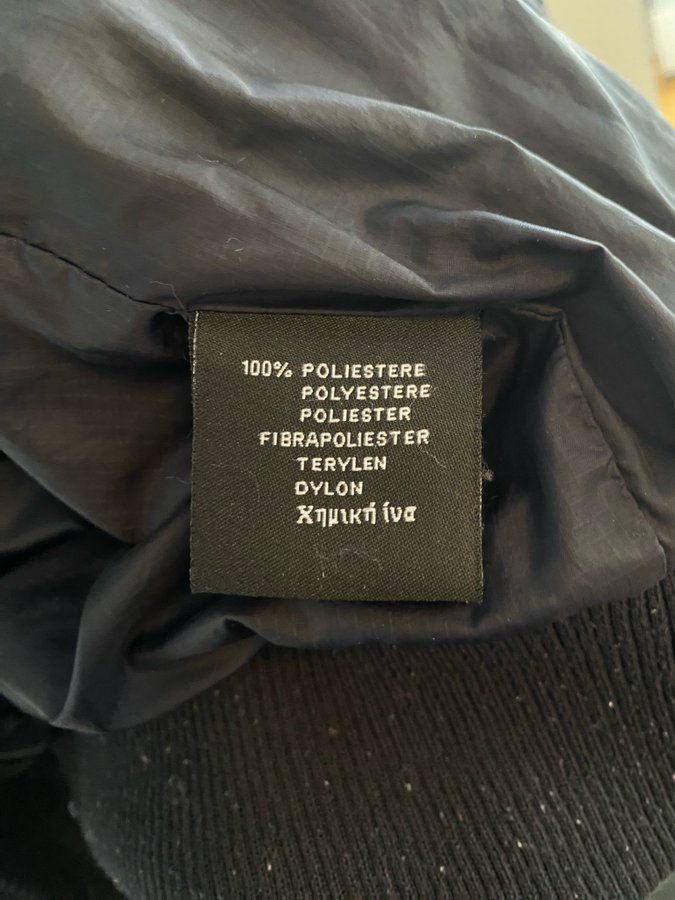 100% POLIESTERE
POLYESTERE
POLIESTER
FIBRAPOLIESTER
TERYLEN
DYLON
Χημική ίνα